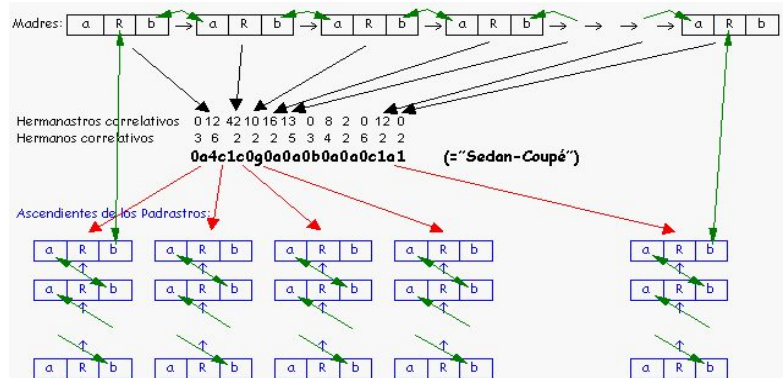 Madres: a R b → a R b → a R b → a R b → → → → a R b
Hermanastros correlativos 0 12 42 10 16 13 0 8 2 0 12 0
Hermanos correlativos 3 6 2 2 2 5 3 4 2 6 2 2
0a4c1c0g0a0a0b0a0a0c1a1 (="Sedan-Coupé")
Ascendientes de los Padrastros:
a R b a R b a R b a R b a R b
↑ ↑ ↑ ↑ ↑
a R b a R b a R b a R b a R b
↑ ↑ ↑ ↑ ↑
a R b a R b a R b a R b a R b